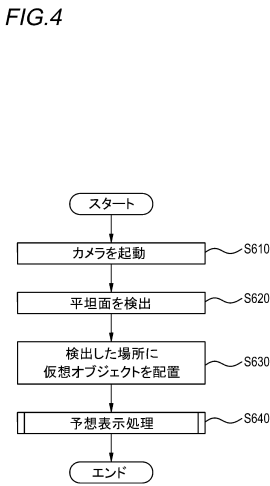 FIG.4
スタート
カメラを起動
S610
平坦面を検出
S620
検出した場所に
仮想オブジェクトを配置
S630
予想表示処理
S640
エンド